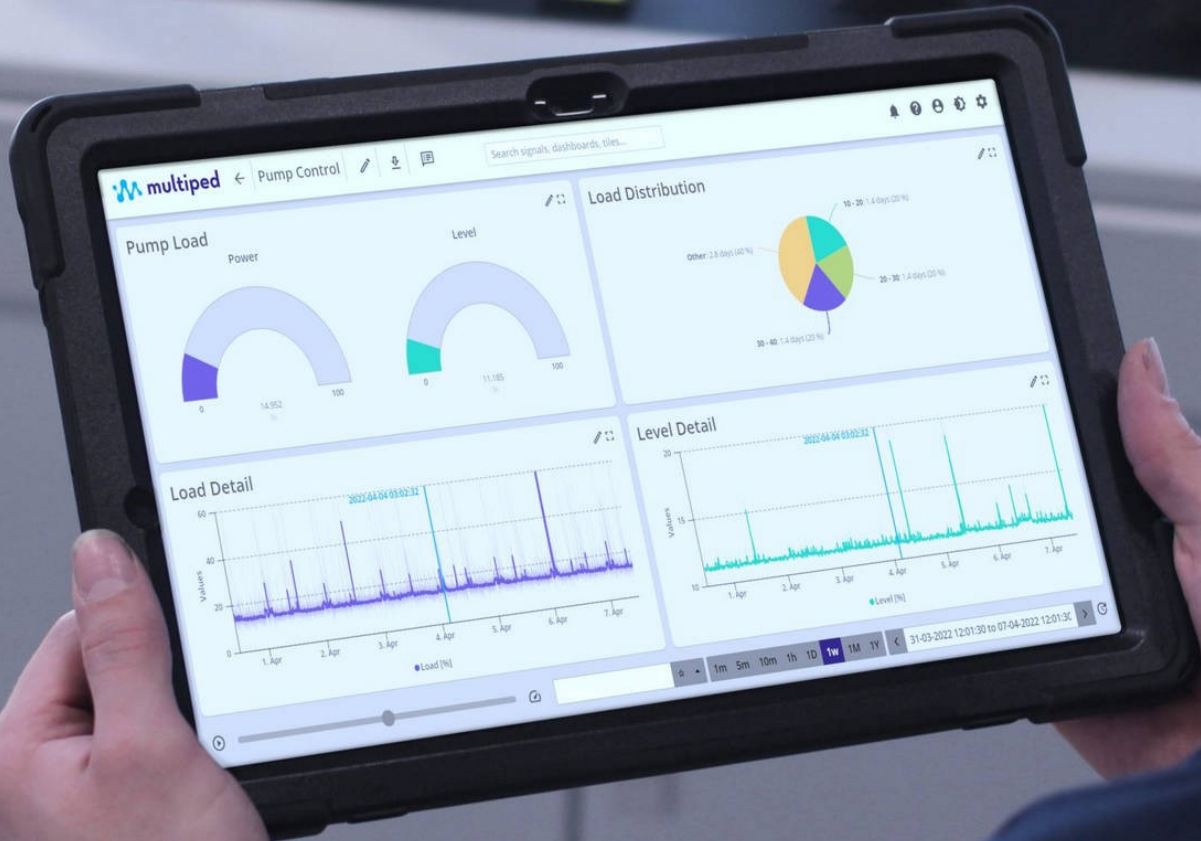 multiped
Pump Control
Search signals, dashboards, tiles...
Pump Load
Power
0
14.952
%
100
Level
0
11.185
%
100
Load Distribution
10 - 20: 1.4 days (20 %)
20 - 30: 1.4 days (20 %)
30 - 40: 1.4 days (20 %)
Other: 2.8 days (40 %)
Load Detail
2022-04-04 03:02:32
60
40
20
0
Values
1. Apr
2. Apr
3. Apr
4. Apr
5. Apr
6. Apr
7. Apr
Load [%]
Level Detail
2022-04-04 03:02:32
20
15
10
Values
1. Apr
2. Apr
3. Apr
4. Apr
5. Apr
6. Apr
7. Apr
Level [%]
1m 5m 10m 1h 1D 1w 1M 1Y
31-03-2022 12:01:30 to 07-04-2022 12:01:30